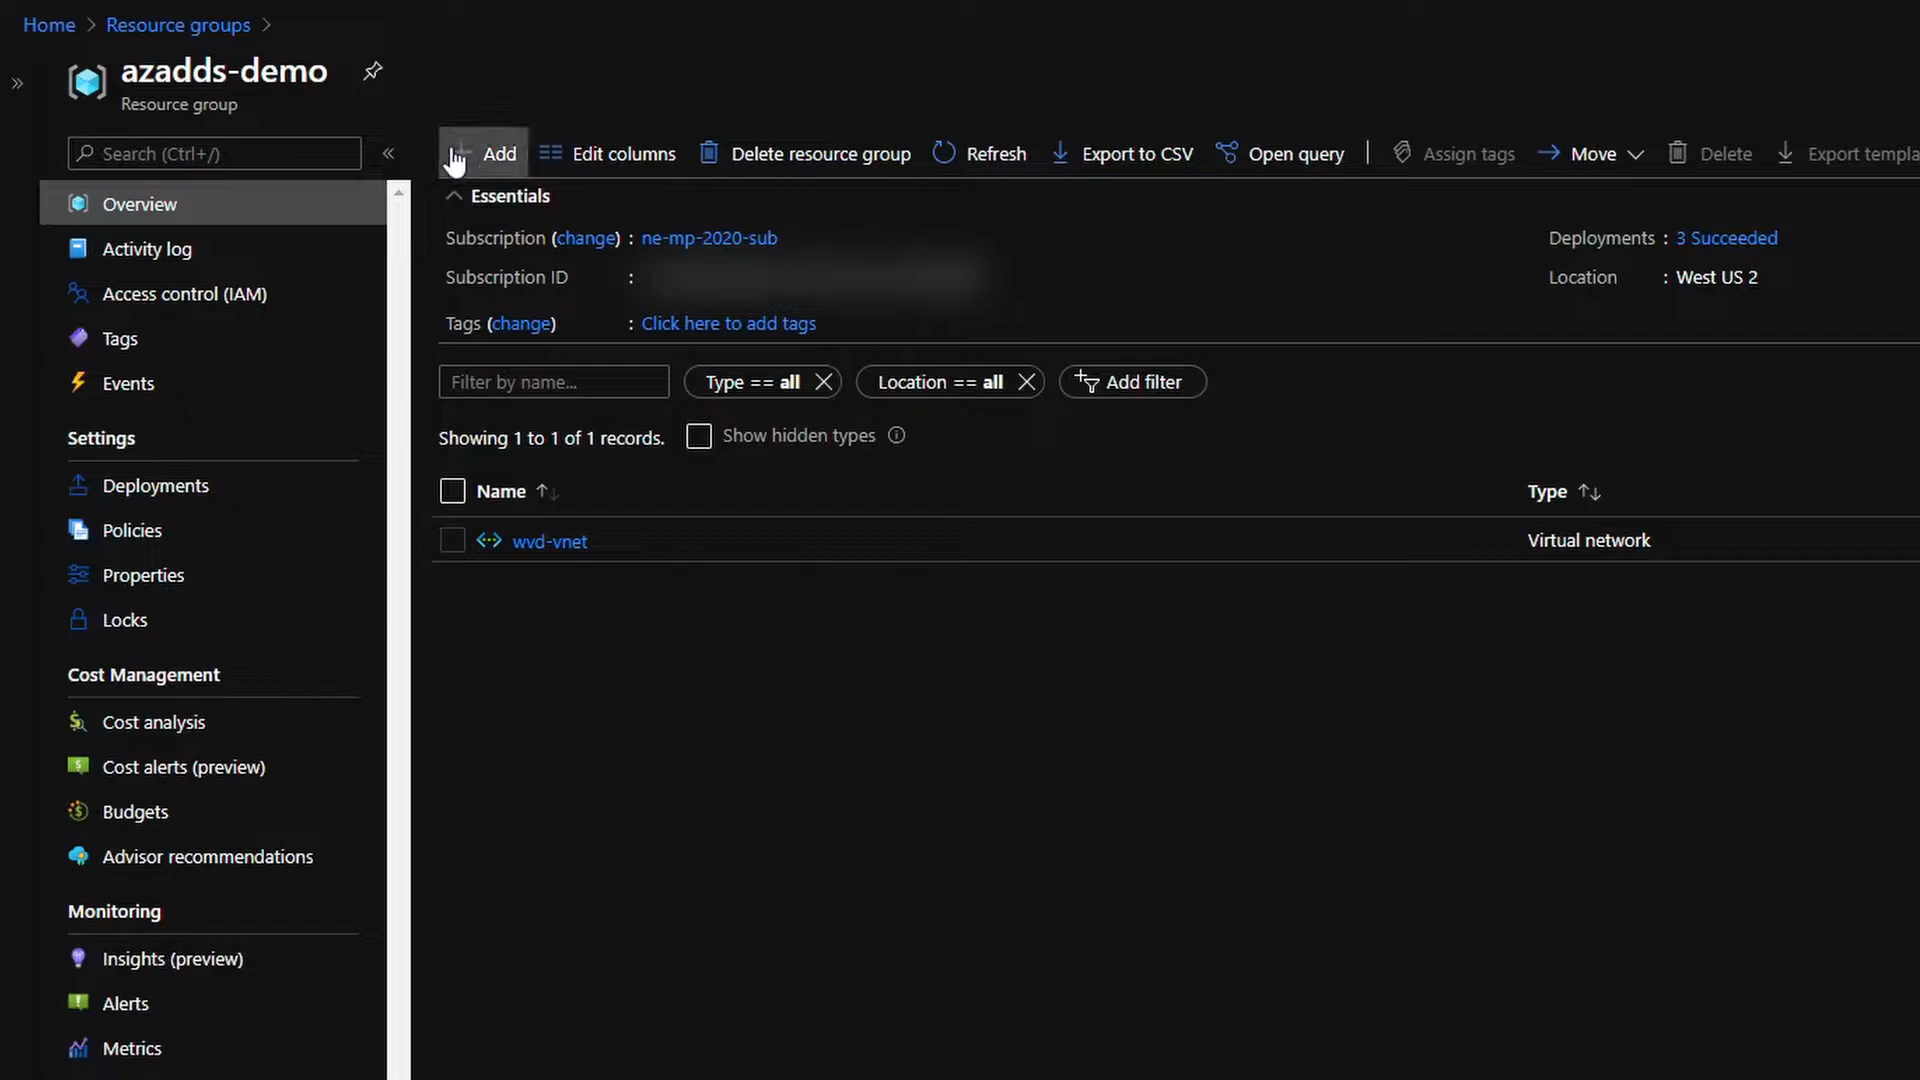 Home > Resource groups >
azadds-demo
Resource group
Search (Ctrl+/)
Overview
Activity log
Access control (IAM)
Tags
Events
Settings
Deployments
Policies
Properties
Locks
Cost Management
Cost analysis
Cost alerts (preview)
Budgets
Advisor recommendations
Monitoring
Insights (preview)
Alerts
Metrics
Add Edit columns Delete resource group Refresh Export to CSV Open query | Assign tags Move Delete Export templa
Essentials
Subscription (change) : ne-mp-2020-sub
Deployments : 3 Succeeded
Subscription ID :
Location : West US 2
Tags (change) : Click here to add tags
Filter by name... Type == all Location == all Add filter
Showing 1 to 1 of 1 records. Show hidden types
Name Type
wvd-vnet Virtual network